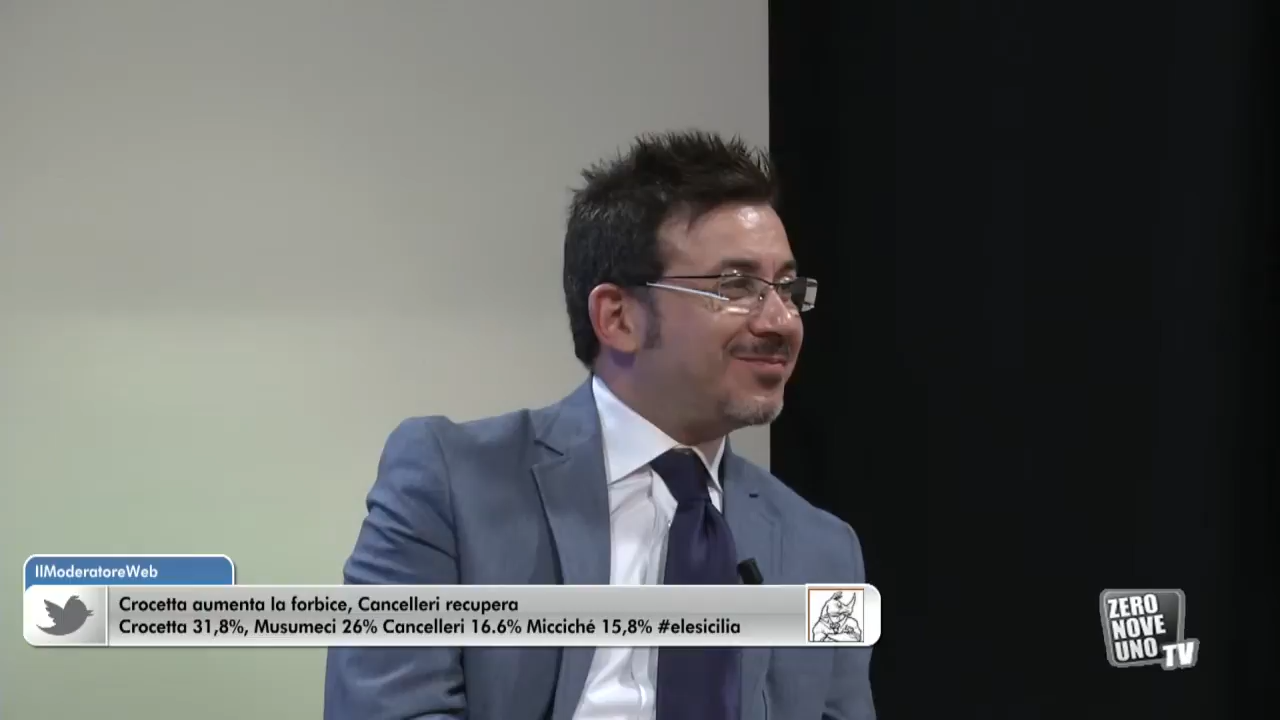 IlModeratoreWeb
Crocetta aumenta la forbice, Cancelleri recupera
Crocetta 31,8%, Musumeci 26% Cancelleri 16.6% Micciché 15,8% #elesicilia
ZERO
NOVE
UNO
TV